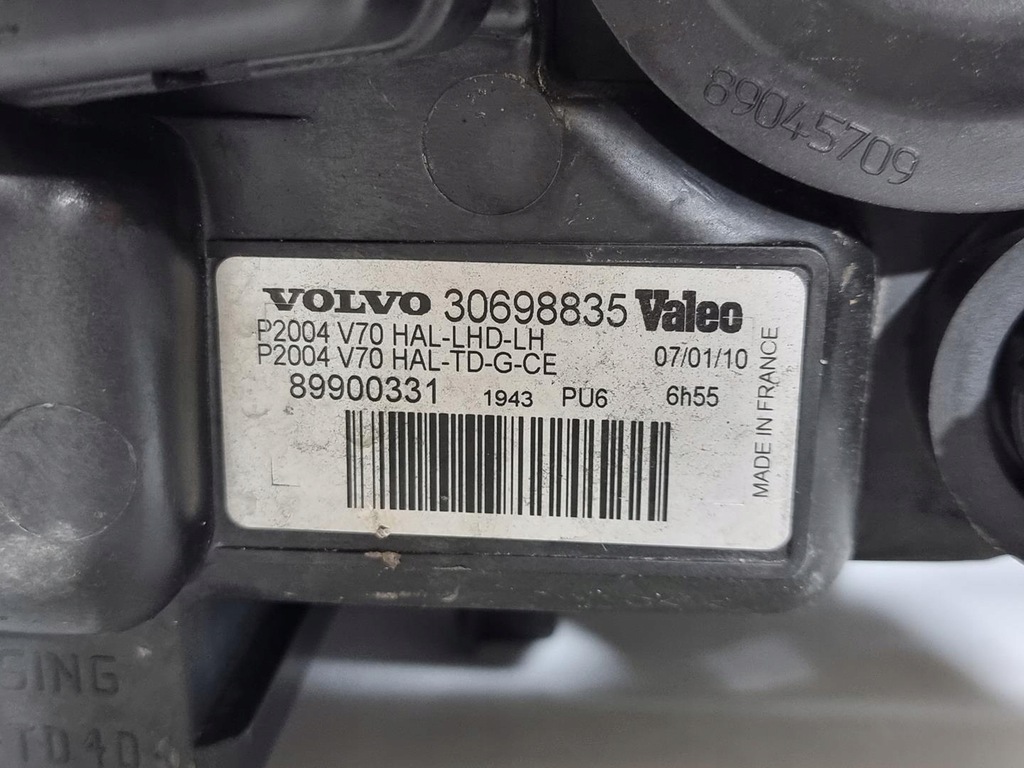 89045709
VOLVO 30698835 Valeo
P2004 V70 HAL-LHD-LH
P2004 V70 HAL-TD-G-CE 07/01/10
89900331 1943 PU6 6h55
MADE IN FRANCE
SING